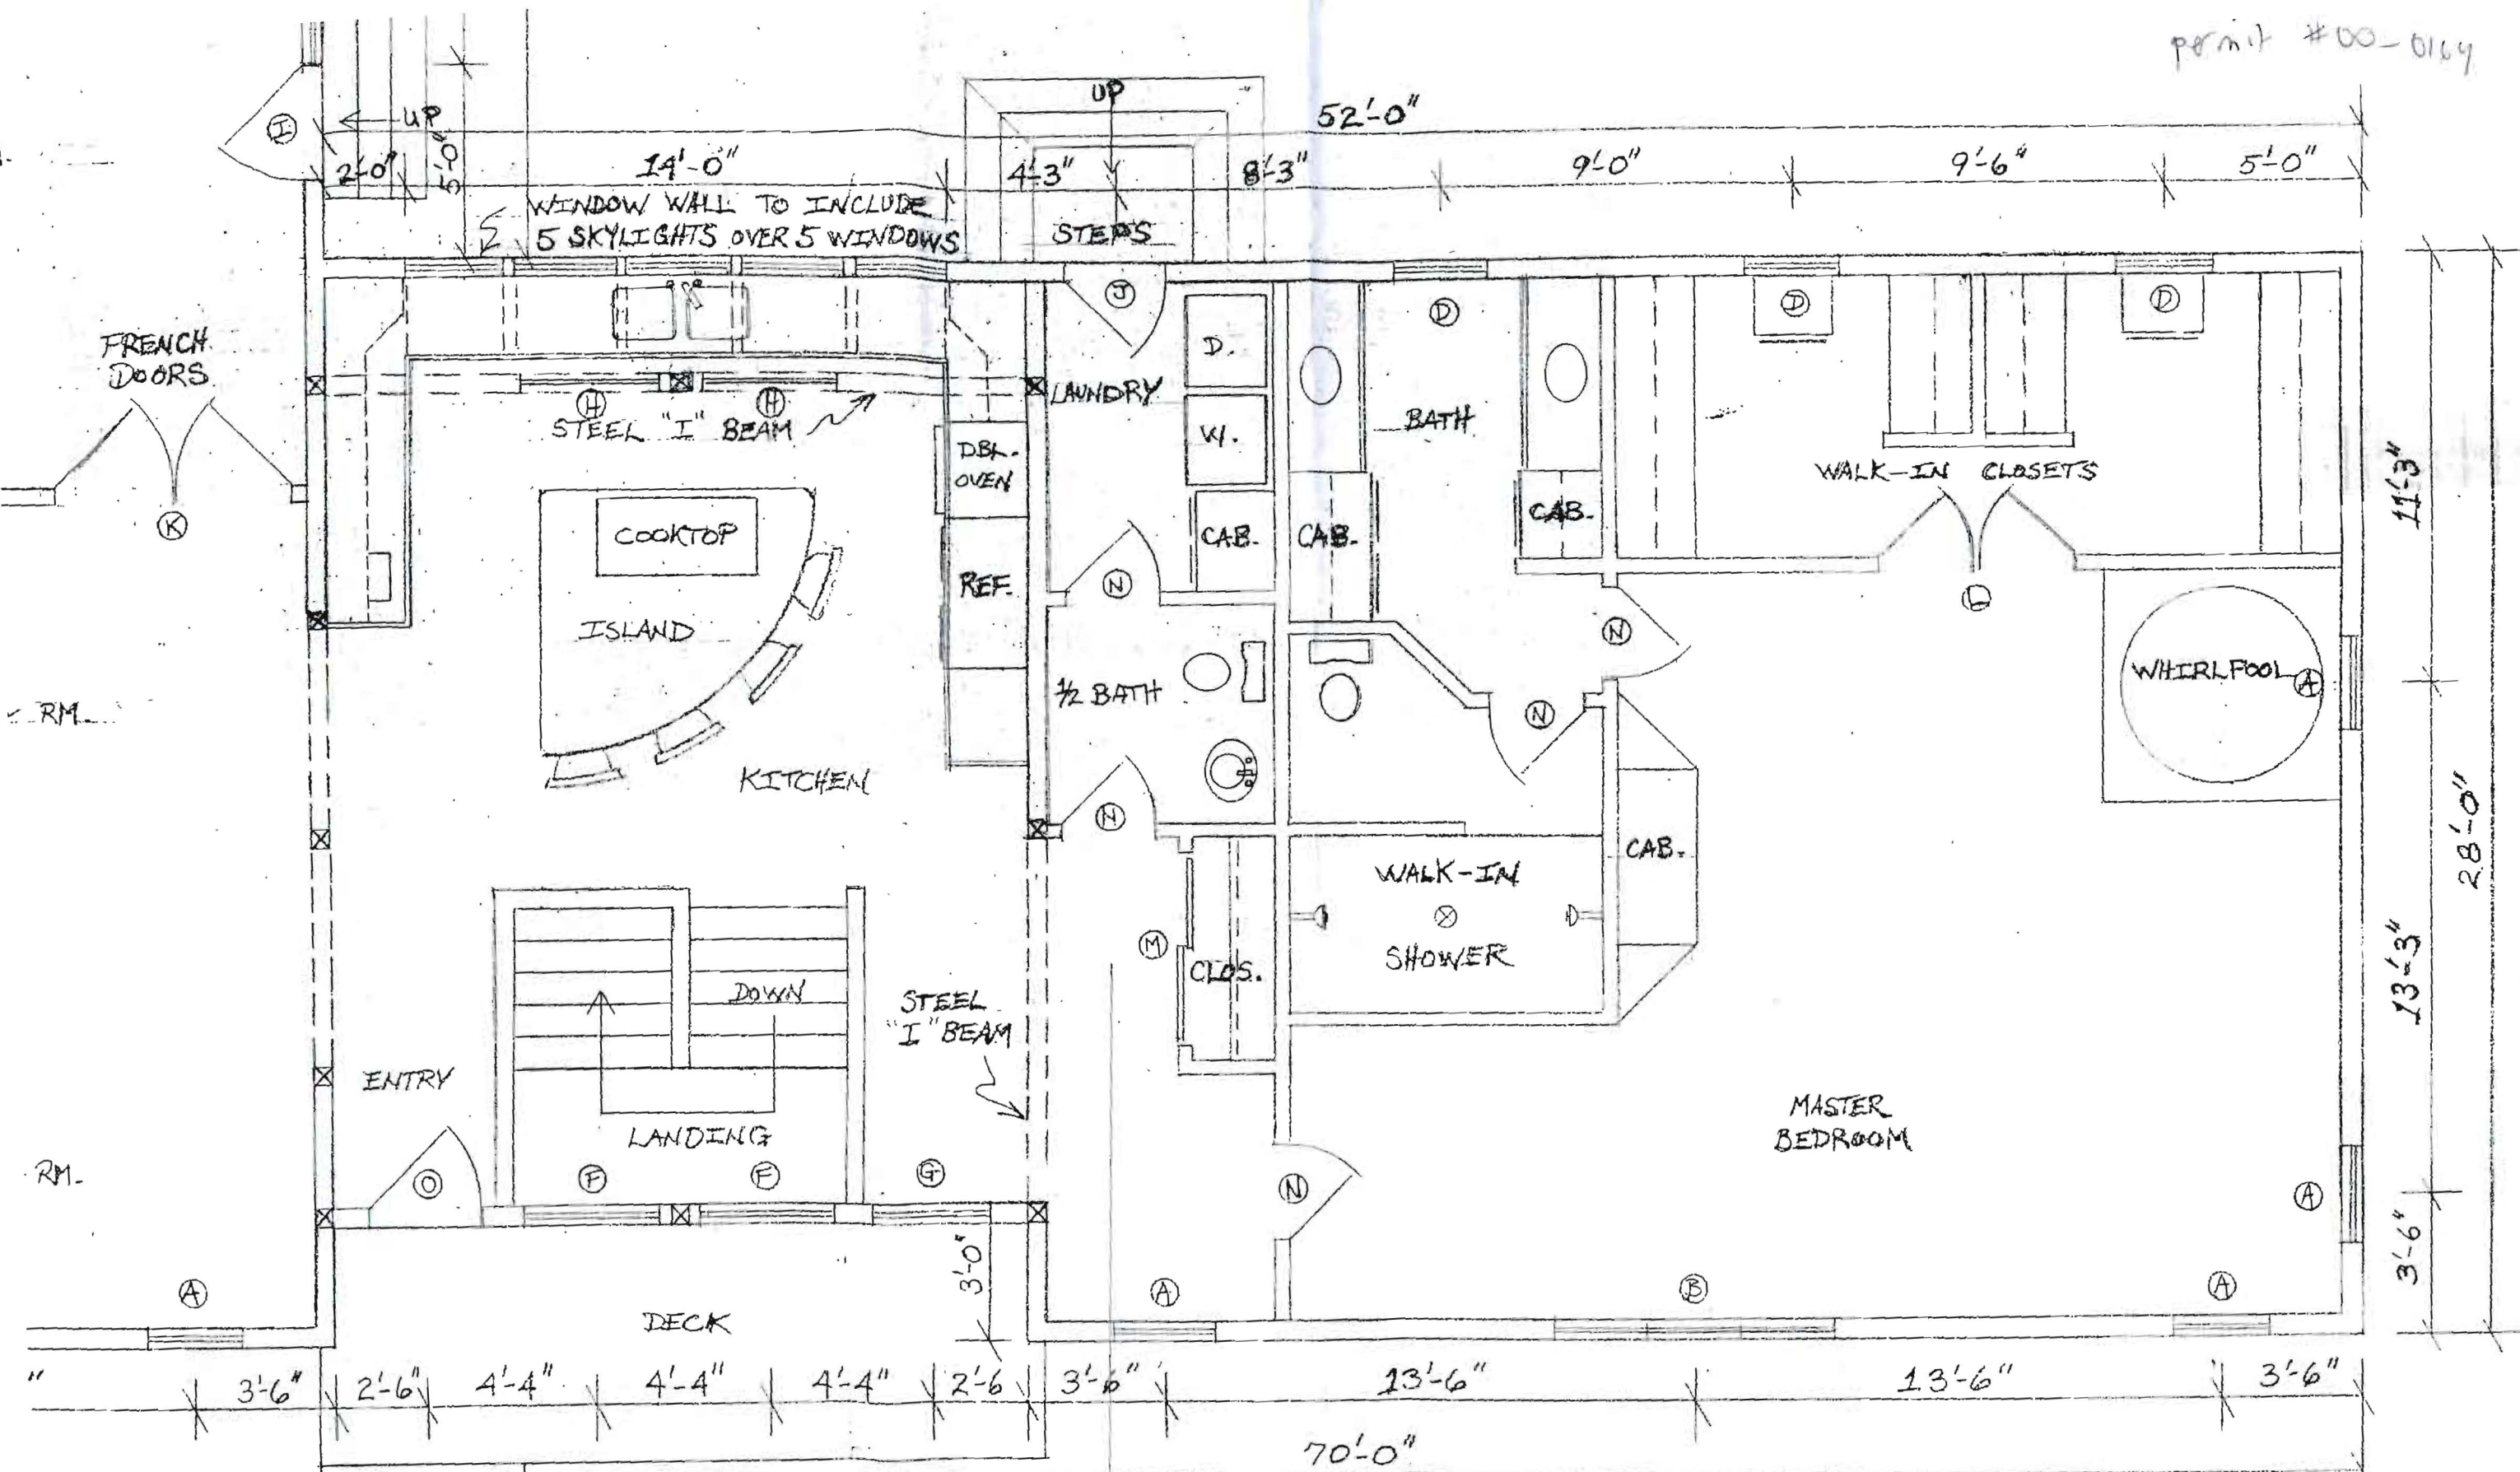 permit #00-0164
I
UP
UP
52'-0"
2'-0"
5'-0"
14'-0"
4'-3"
8'-3"
9'-0"
9'-6"
5'-0"
WINDOW WALL TO INCLUDE
5 SKYLIGHTS OVER 5 WINDOWS
STEPS
J
D
D
D
FRENCH
DOORS
D.
LAUNDRY
H
H
STEEL "I" BEAM
BATH
W.
DBL.
OVEN
WALK-IN CLOSETS
11'-3"
K
COOKTOP
CAB.
CAB.
CAB.
REF.
N
L
ISLAND
N
WHIRLPOOL
A
RM.
1/2 BATH
N
KITCHEN
N
28'-0"
CAB.
WALK-IN
SHOWER
M
CLOS.
DOWN
STEEL
"I" BEAM
13'-3"
ENTRY
MASTER
BEDROOM
LANDING
RM.
O
F
F
G
N
A
3'-0"
3'-6"
A
DECK
A
B
A
"
3'-6"
2'-6"
4'-4"
4'-4"
4'-4"
2'-6
3'-6"
13'-6"
13'-6"
3'-6"
70'-0"